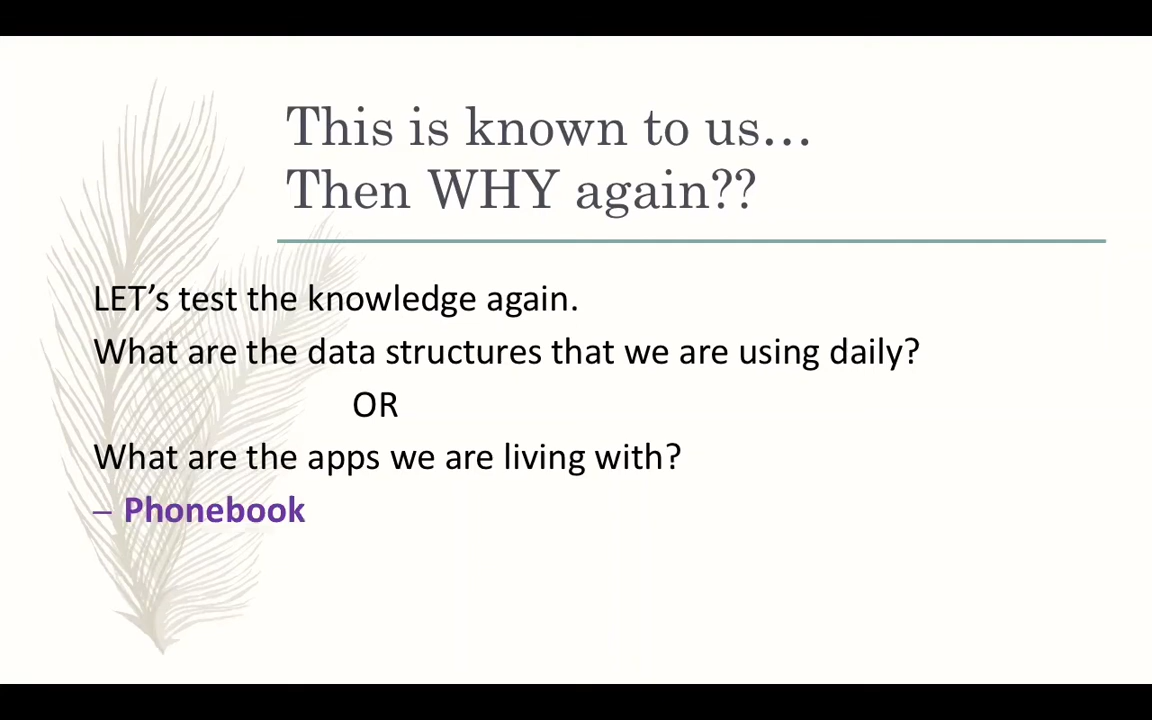 This is known to us…
Then WHY again??
LET’s test the knowledge again.
What are the data structures that we are using daily?
OR
What are the apps we are living with?
– Phonebook